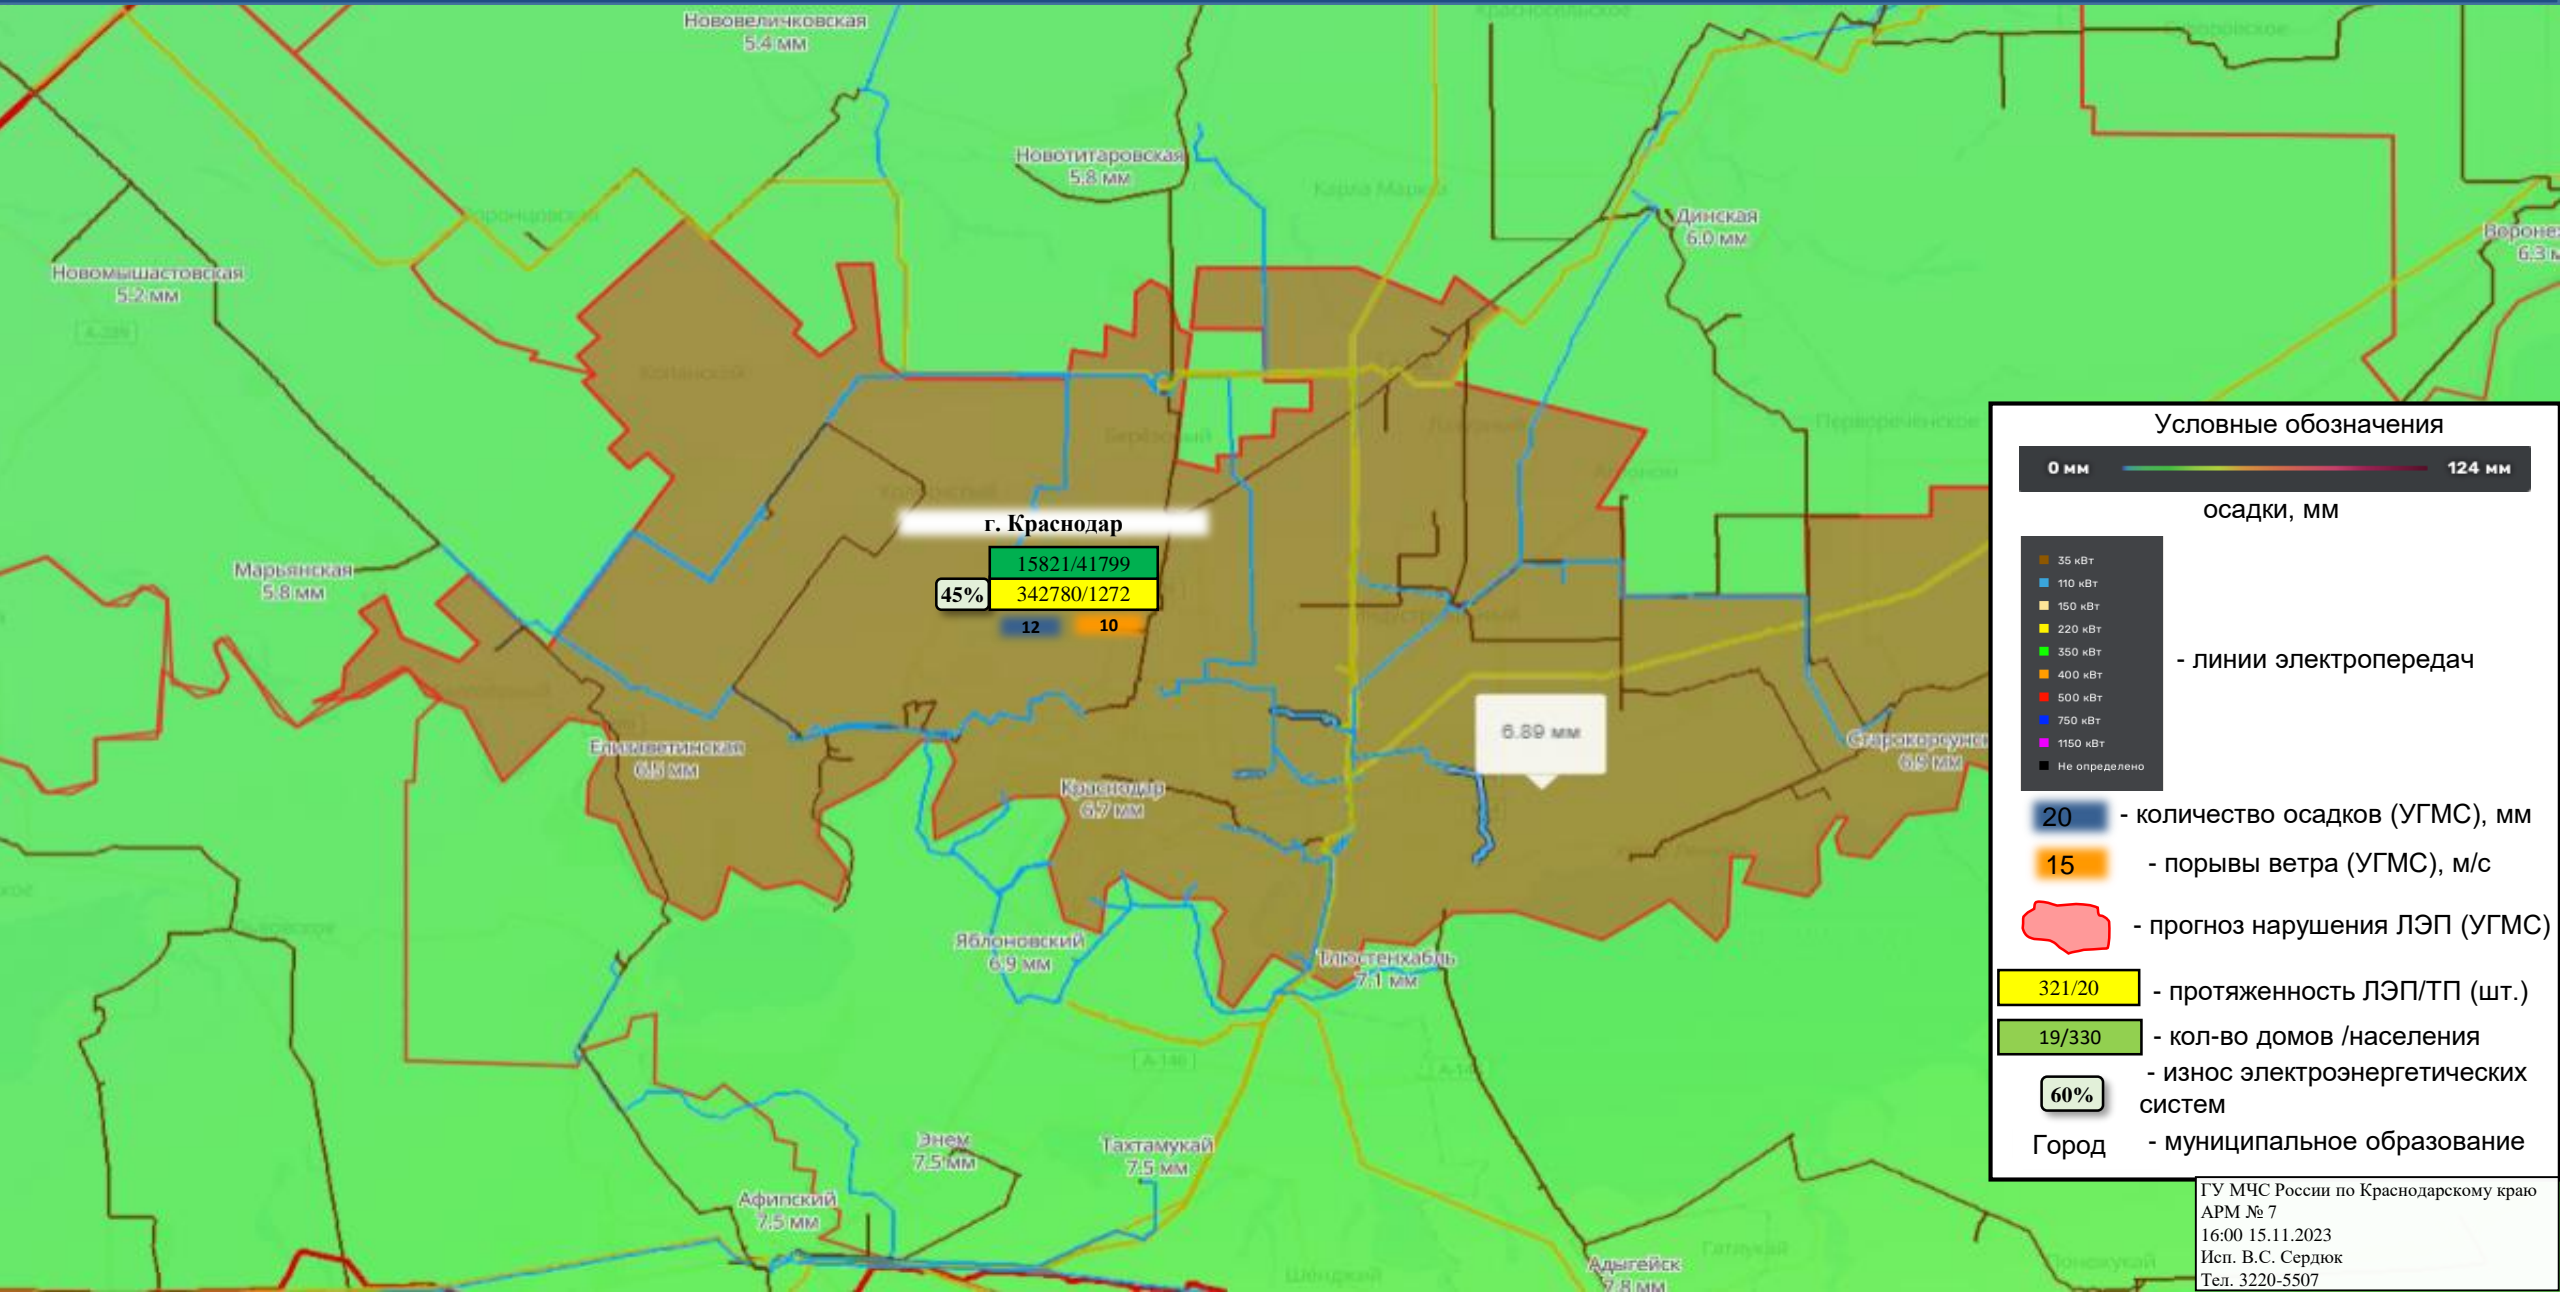 Нововеличковская
5.4 мм
Новотитаровская
5.8 мм
Карла Маркса
Динская
6.0 мм
Новомышастовская
5.2 мм
Марьянская
5.8 мм
г. Краснодар
15821/41799
45%
342780/1272
12
10
Елизаветинская
6.5 мм
Краснодар
6.7 мм
6.89 мм
6.5 мм
Яблоновский
6.9 мм
Тлюстенхабль
7.1 мм
A-146
Энем
7.5 мм
Тахтамукай
7.5 мм
Афипский
7.5 мм
Адыгейск
7.8 мм
Условные обозначения
0 мм
124 мм
осадки, мм
35 кВт
110 кВт
150 кВт
220 кВт
350 кВт
400 кВт
500 кВт
750 кВт
1150 кВт
Не определено
- линии электропередач
20 - количество осадков (УГМС), мм
15 - порывы ветра (УГМС), м/с
- прогноз нарушения ЛЭП (УГМС)
321/20 - протяженность ЛЭП/ТП (шт.)
19/330 - кол-во домов /населения
60% - износ электроэнергетических
систем
Город - муниципальное образование
ГУ МЧС России по Краснодарскому краю
АРМ № 7
16:00 15.11.2023
Исп. В.С. Сердюк
Тел. 3220-5507